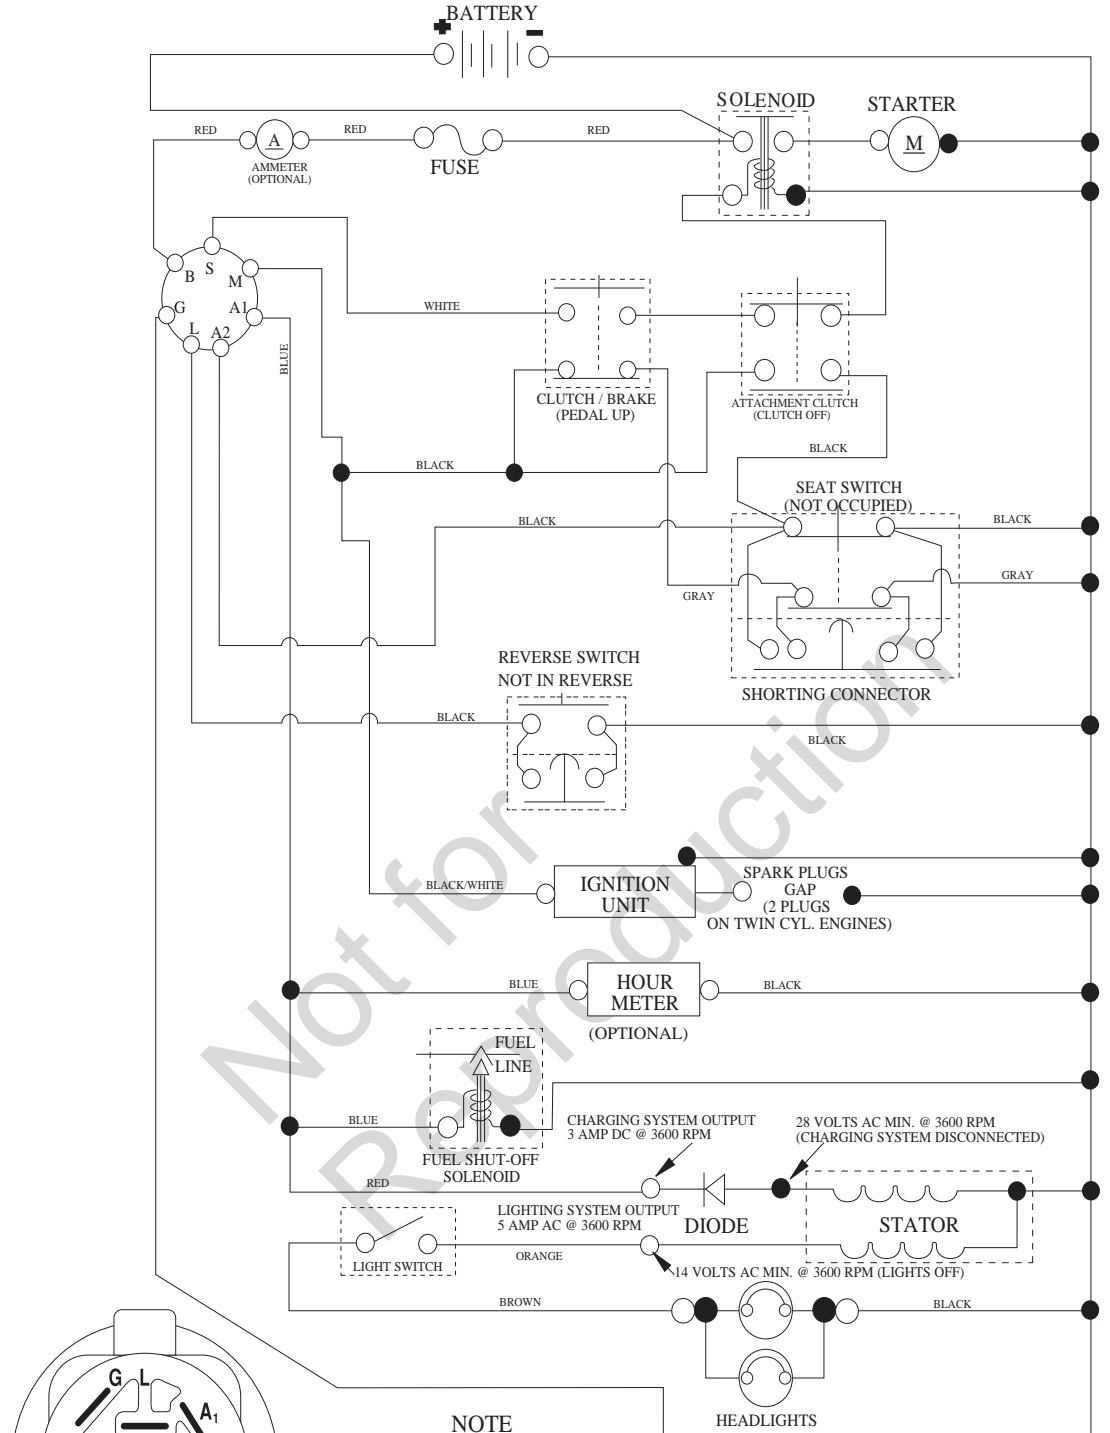 BATTERY
SOLENOID
STARTER
RED
A
RED
RED
M
AMMETER
(OPTIONAL)
FUSE
B
S
M
G
A1
L
A2
WHITE
BLUE
CLUTCH / BRAKE
(PEDAL UP)
ATTACHMENT CLUTCH
(CLUTCH OFF)
BLACK
BLACK
SEAT SWITCH
(NOT OCCUPIED)
BLACK
BLACK
GRAY
GRAY
REVERSE SWITCH
NOT IN REVERSE
SHORTING CONNECTOR
BLACK
BLACK
BLACK/WHITE
IGNITION
UNIT
SPARK PLUGS
GAP
(2 PLUGS
ON TWIN CYL. ENGINES)
BLUE
HOUR
METER
BLACK
(OPTIONAL)
FUEL
LINE
BLUE
CHARGING SYSTEM OUTPUT
3 AMP DC @ 3600 RPM
28 VOLTS AC MIN. @ 3600 RPM
(CHARGING SYSTEM DISCONNECTED)
FUEL SHUT-OFF
SOLENOID
RED
LIGHTING SYSTEM OUTPUT
5 AMP AC @ 3600 RPM
DIODE
STATOR
ORANGE
LIGHT SWITCH
14 VOLTS AC MIN. @ 3600 RPM (LIGHTS OFF)
BROWN
BLACK
HEADLIGHTS
G
L
A1
NOTE
Not for
Reproduction